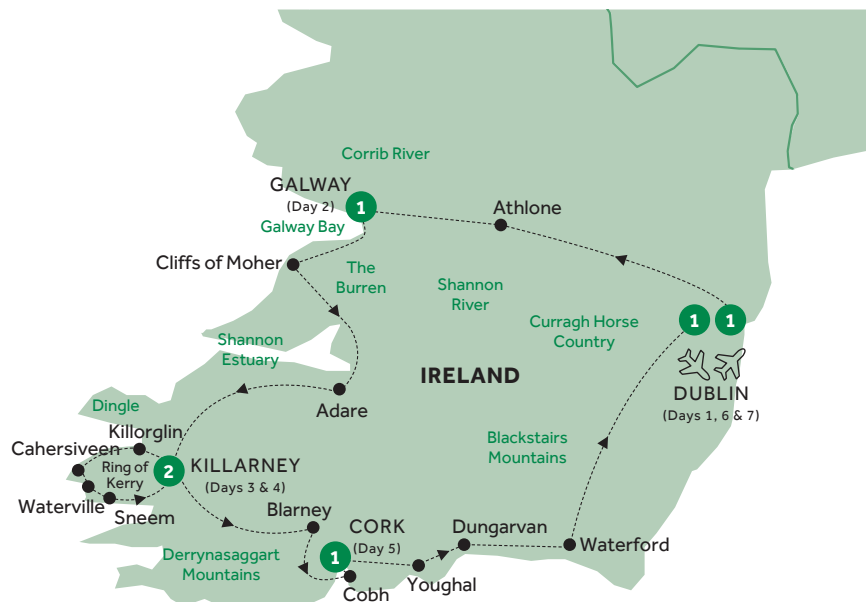 Corrib River
GALWAY
(Day 2)
1
Galway Bay
Athlone
Cliffs of Moher
The
Burren
Shannon
River
Curragh Horse
Country
1
1
DUBLIN
(Days 1, 6 & 7)
Shannon
Estuary
IRELAND
Adare
Dingle
Killorglin
Cahersiveen
Ring of
Kerry
2
KILLARNEY
(Days 3 & 4)
Waterville
Sneem
Blackstairs
Mountains
Blarney
CORK
(Day 5)
1
Dungarvan
Waterford
Derrynasaggart
Mountains
Cobh
Youghal